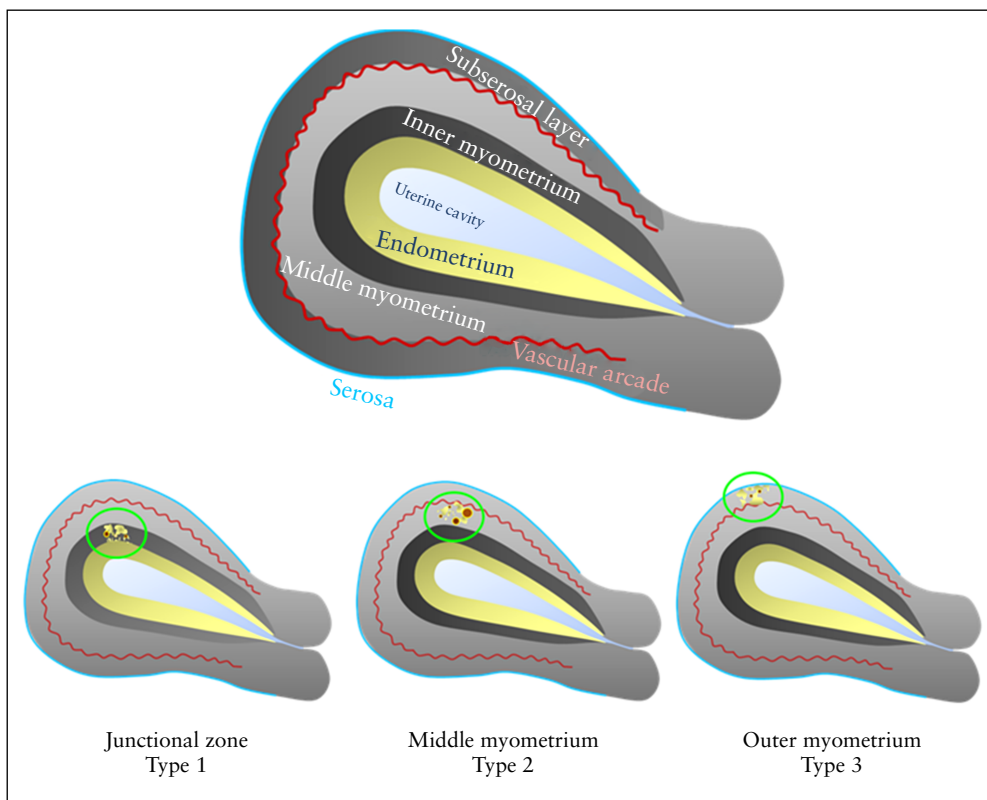 Subserosal layer
Inner myometrium
Uterine cavity
Endometrium
Middle myometrium
Vascular arcade
Serosa
Junctional zone
Type 1
Middle myometrium
Type 2
Outer myometrium
Type 3